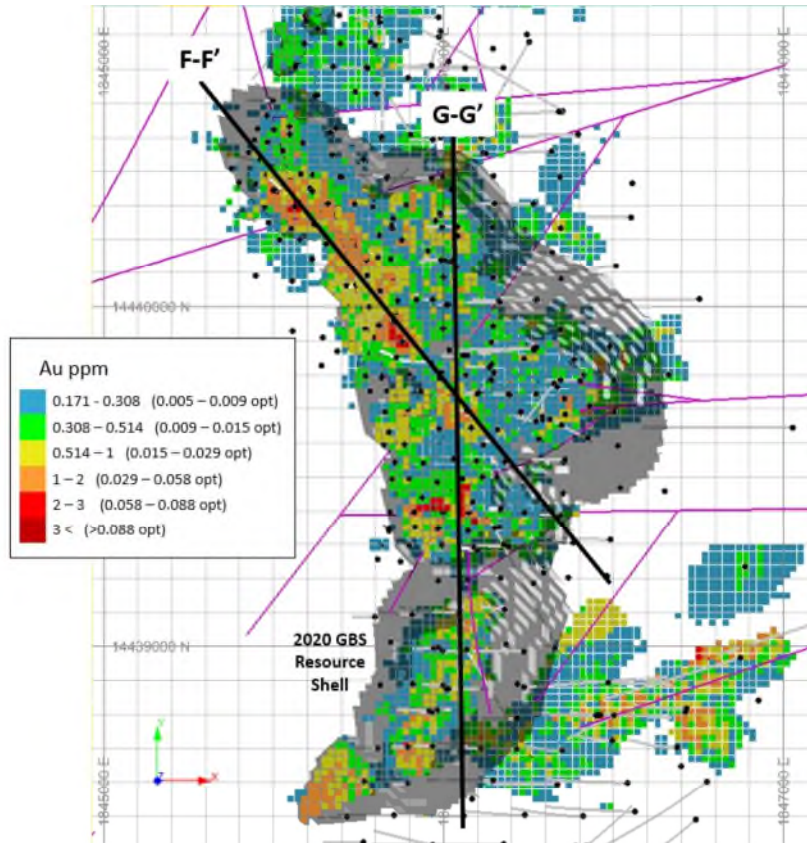 1845000 E
1847000 E
F-F'
G-G'
14440000 N
Au ppm
0.171 - 0.308 (0.005 – 0.009 opt)
0.308 – 0.514 (0.009 – 0.015 opt)
0.514 – 1 (0.015 – 0.029 opt)
1 – 2 (0.029 – 0.058 opt)
2 – 3 (0.058 – 0.088 opt)
3 < (>0.088 opt)
2020 GBS
Resource
Shell
14439000 N
Y
Z
X
1845000 E
1847000 E